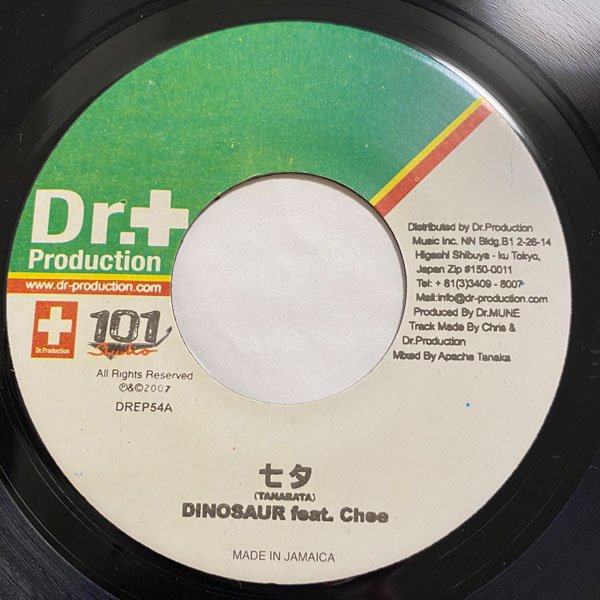 Dr.+
Production
www.dr-production.com
Dr.Production
101
Studio
All Rights Reserved
℗&©2007
DREP54A
Distributed by Dr.Production
Music Inc. NN Bldg.B1 2-26-14
Higashi Shibuya - ku Tokyo,
Japan Zip #150-0011
Tel: + 81(3)3409 - 8007
Mail:info@dr-production.com
Produced By Dr.MUNE
Track Made By Chris &
Dr.Production
Mixed By Apache Tanaka
七夕
(TANABATA)
DINOSAUR feat. Chee
MADE IN JAMAICA